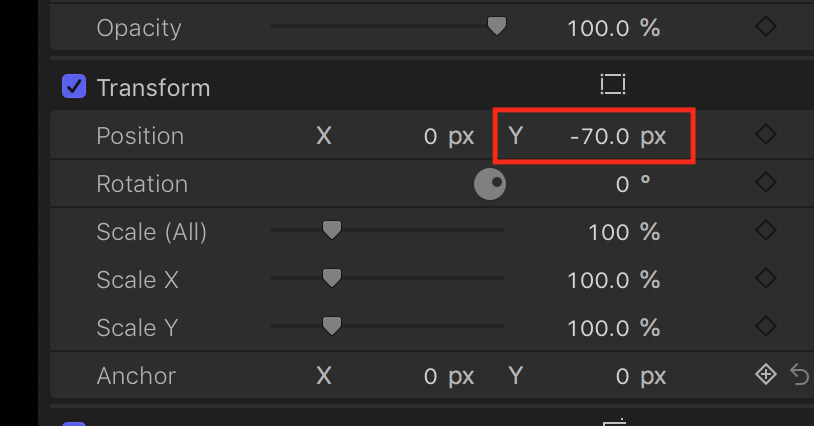 Opacity 100.0 %
Transform
Position X 0 px Y -70.0 px
Rotation 0 °
Scale (All) 100 %
Scale X 100.0 %
Scale Y 100.0 %
Anchor X 0 px Y 0 px